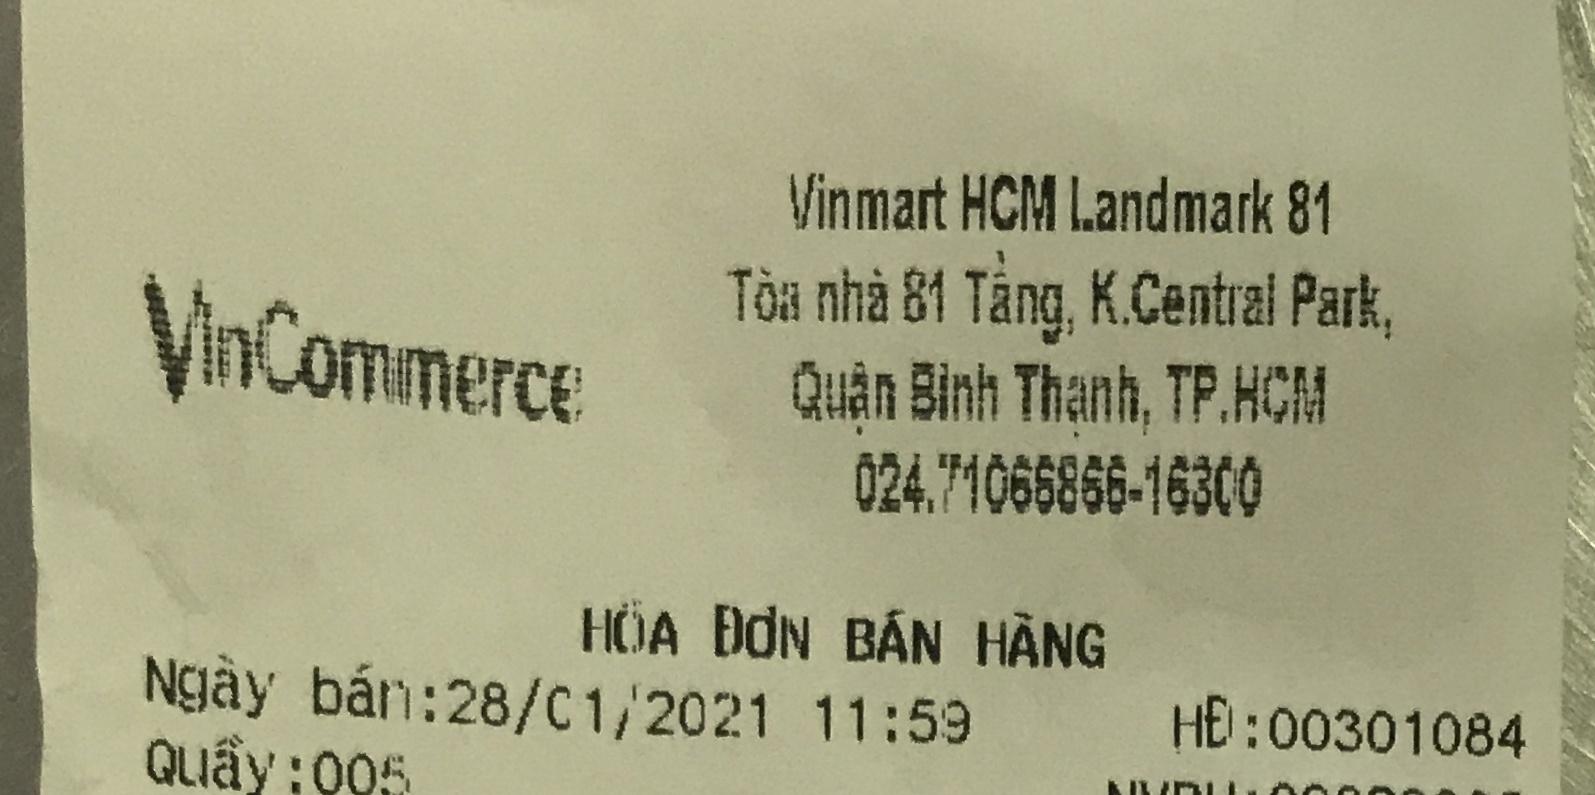 VinCommerce
Vinmart HCM Landmark 81
Tòa nhà 81 Tầng, K.Central Park,
Quận Bình Thạnh, TP.HCM
024.71066866-16300
HÓA ĐƠN BÁN HÀNG
Ngày bán:28/01/2021 11:59 HĐ:00301084
Quầy:005